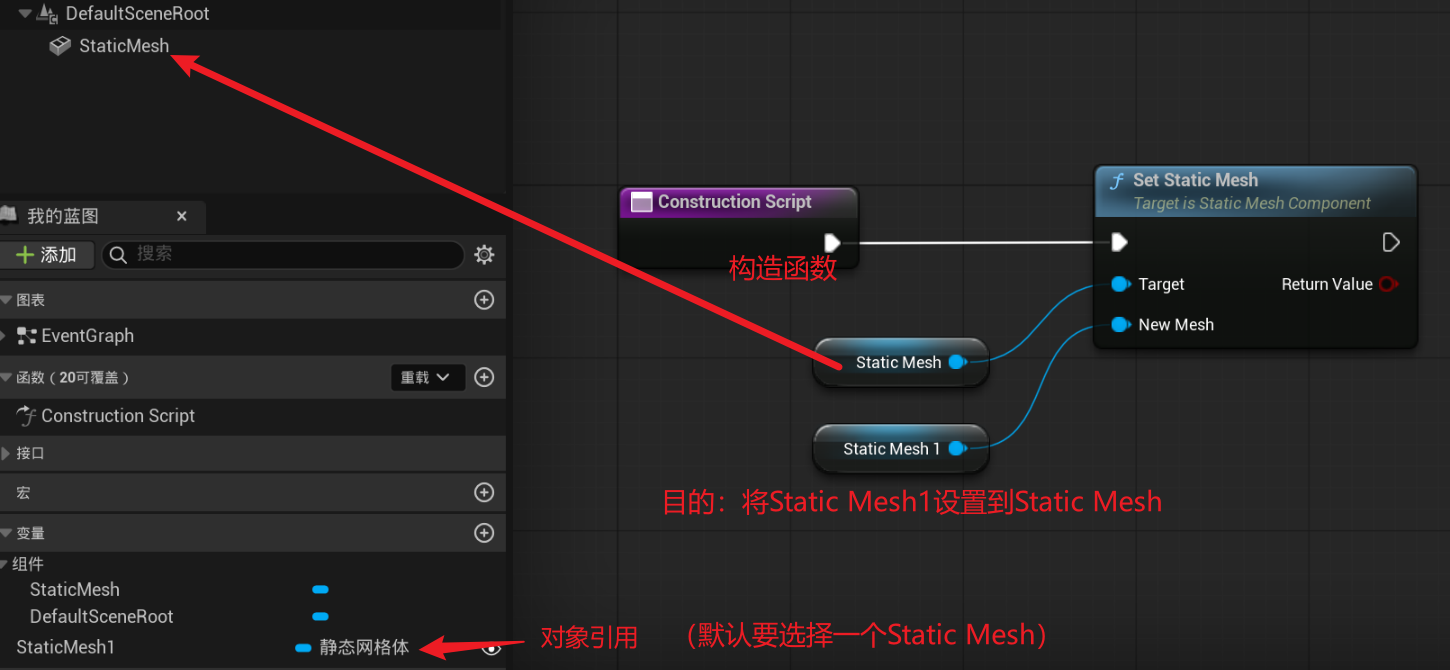 DefaultSceneRoot
StaticMesh
我的蓝图
添加
搜索
图表
EventGraph
函数（20可覆盖）
重载
Construction Script
接口
宏
变量
组件
StaticMesh
DefaultSceneRoot
StaticMesh1
静态网格体
Construction Script
构造函数
Set Static Mesh
Target is Static Mesh Component
Target
Return Value
New Mesh
Static Mesh
Static Mesh 1
目的：将Static Mesh1设置到Static Mesh
对象引用 （默认要选择一个Static Mesh）